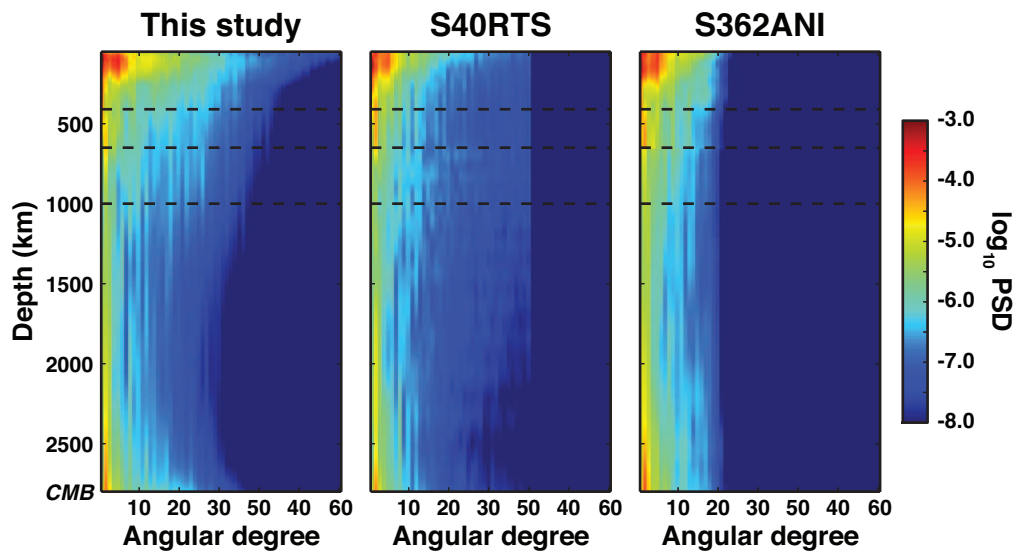 This study S40RTS S362ANI
Depth (km)
500
1000
1500
2000
2500
CMB
10 20 30 40 50 60
10 20 30 40 50 60
10 20 30 40 50 60
Angular degree Angular degree Angular degree
-3.0
-4.0
-5.0
-6.0
-7.0
-8.0
log10 PSD